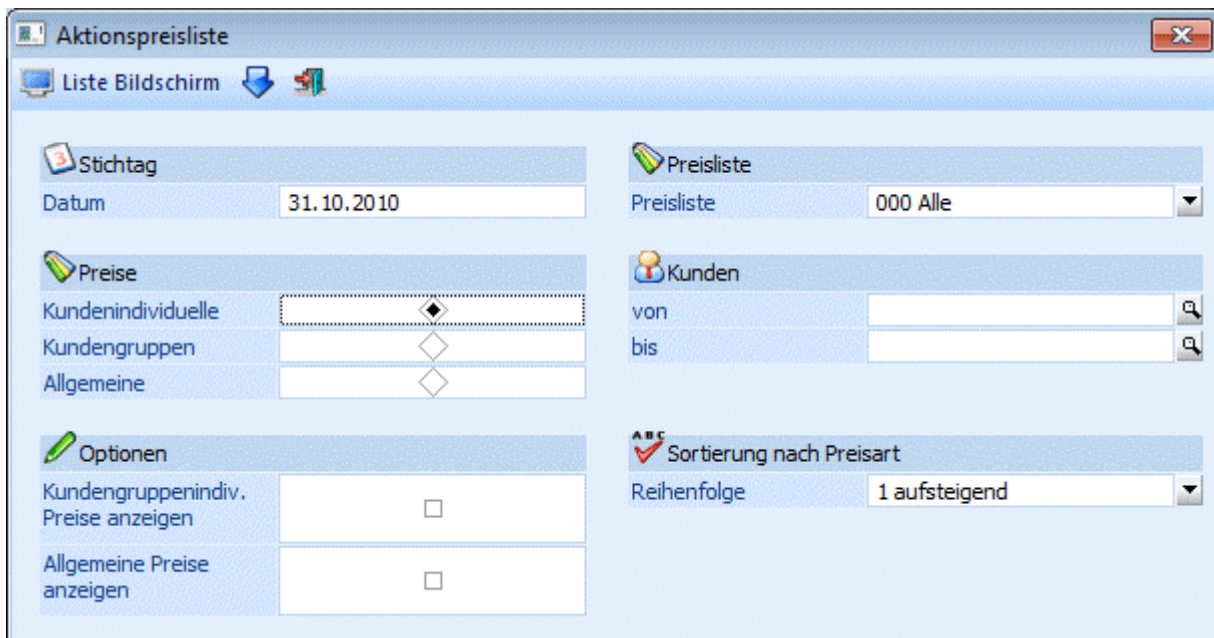 Aktionspreisliste
Liste Bildschirm
Stichtag
Datum 31.10.2010
Preisliste
Preisliste 000 Alle
Preise
Kundenindividuelle
Kundengruppen
Allgemeine
Kunden
von
bis
Optionen
Kundengruppenindiv.
Preise anzeigen
Allgemeine Preise
anzeigen
ABC
Sortierung nach Preisart
Reihenfolge 1 aufsteigend